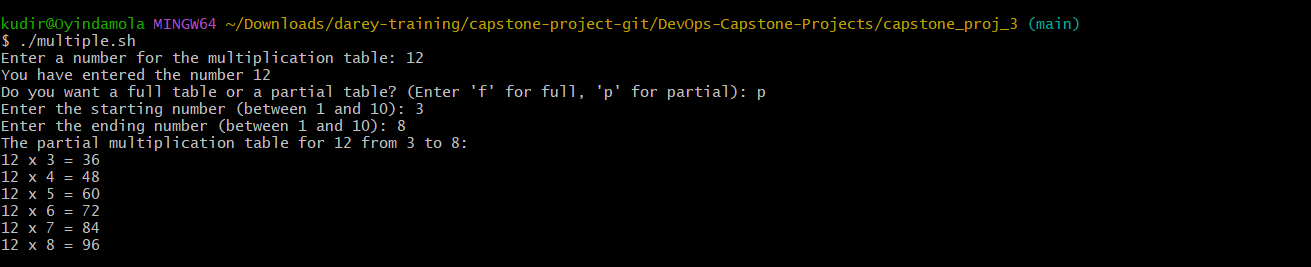 kudir@Oyindamola MINGW64 ~/Downloads/darey-training/capstone-project-git/DevOps-Capstone-Projects/capstone_proj_3 (main)
$ ./multiple.sh
Enter a number for the multiplication table: 12
You have entered the number 12
Do you want a full table or a partial table? (Enter 'f' for full, 'p' for partial): p
Enter the starting number (between 1 and 10): 3
Enter the ending number (between 1 and 10): 8
The partial multiplication table for 12 from 3 to 8:
12 x 3 = 36
12 x 4 = 48
12 x 5 = 60
12 x 6 = 72
12 x 7 = 84
12 x 8 = 96